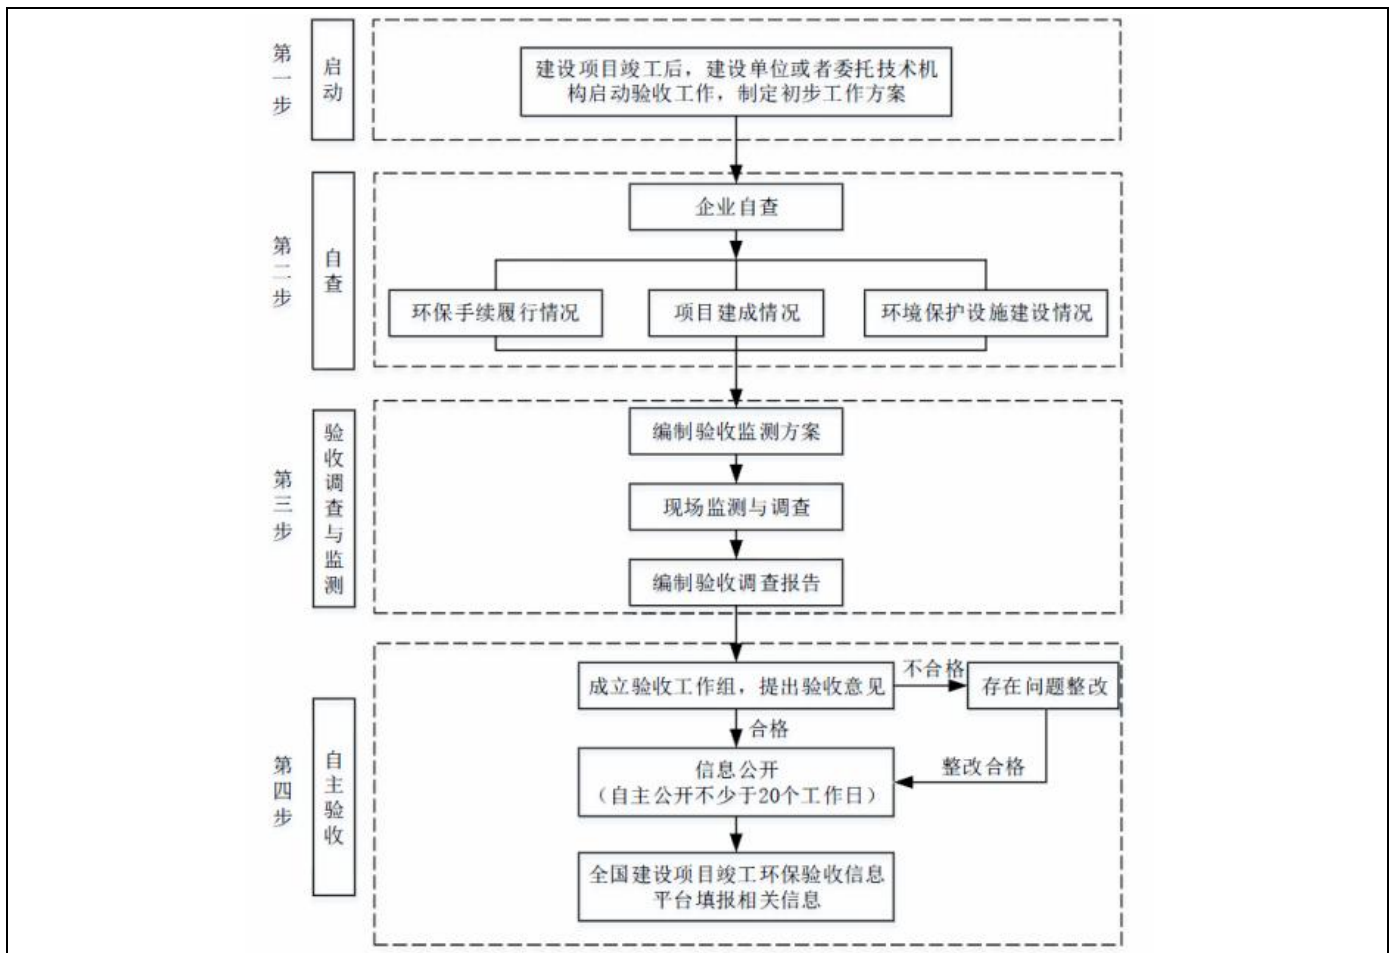 第一步
启动
建设项目竣工后，建设单位或者委托技术机
构启动验收工作，制定初步工作方案
第二步
自查
企业自查
环保手续履行情况
项目建成情况
环境保护设施建设情况
第三步
验收调查与监测
编制验收监测方案
现场监测与调查
编制验收调查报告
第四步
自主验收
成立验收工作组，提出验收意见
不合格
存在问题整改
合格
信息公开
（自主公开不少于20个工作日）
整改合格
全国建设项目竣工环保验收信息
平台填报相关信息